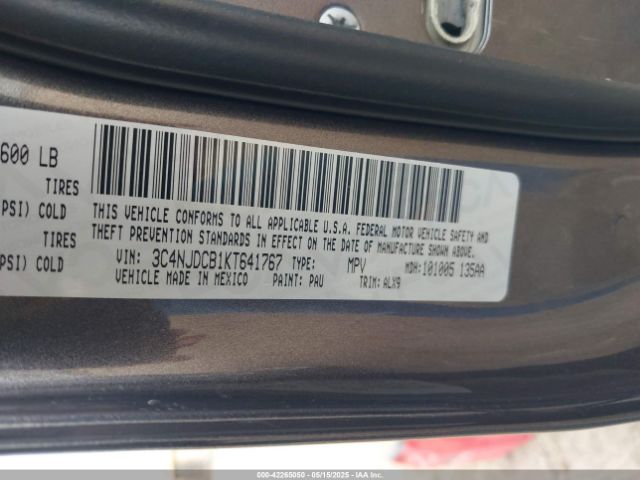 600 LB
TIRES
PSI) COLD
TIRES
PSI) COLD
THIS VEHICLE CONFORMS TO ALL APPLICABLE U.S.A. FEDERAL MOTOR VEHICLE SAFETY AND
THEFT PREVENTION STANDARDS IN EFFECT ON THE DATE OF MANUFACTURE SHOWN ABOVE.
VIN: 3C4NJDCB1KT641767 TYPE: MPV MDH:101005 135AA
VEHICLE MADE IN MEXICO PAINT: PAU TRIM: ALX9
000-42265050 - 05/15/2025 - IAA Inc.